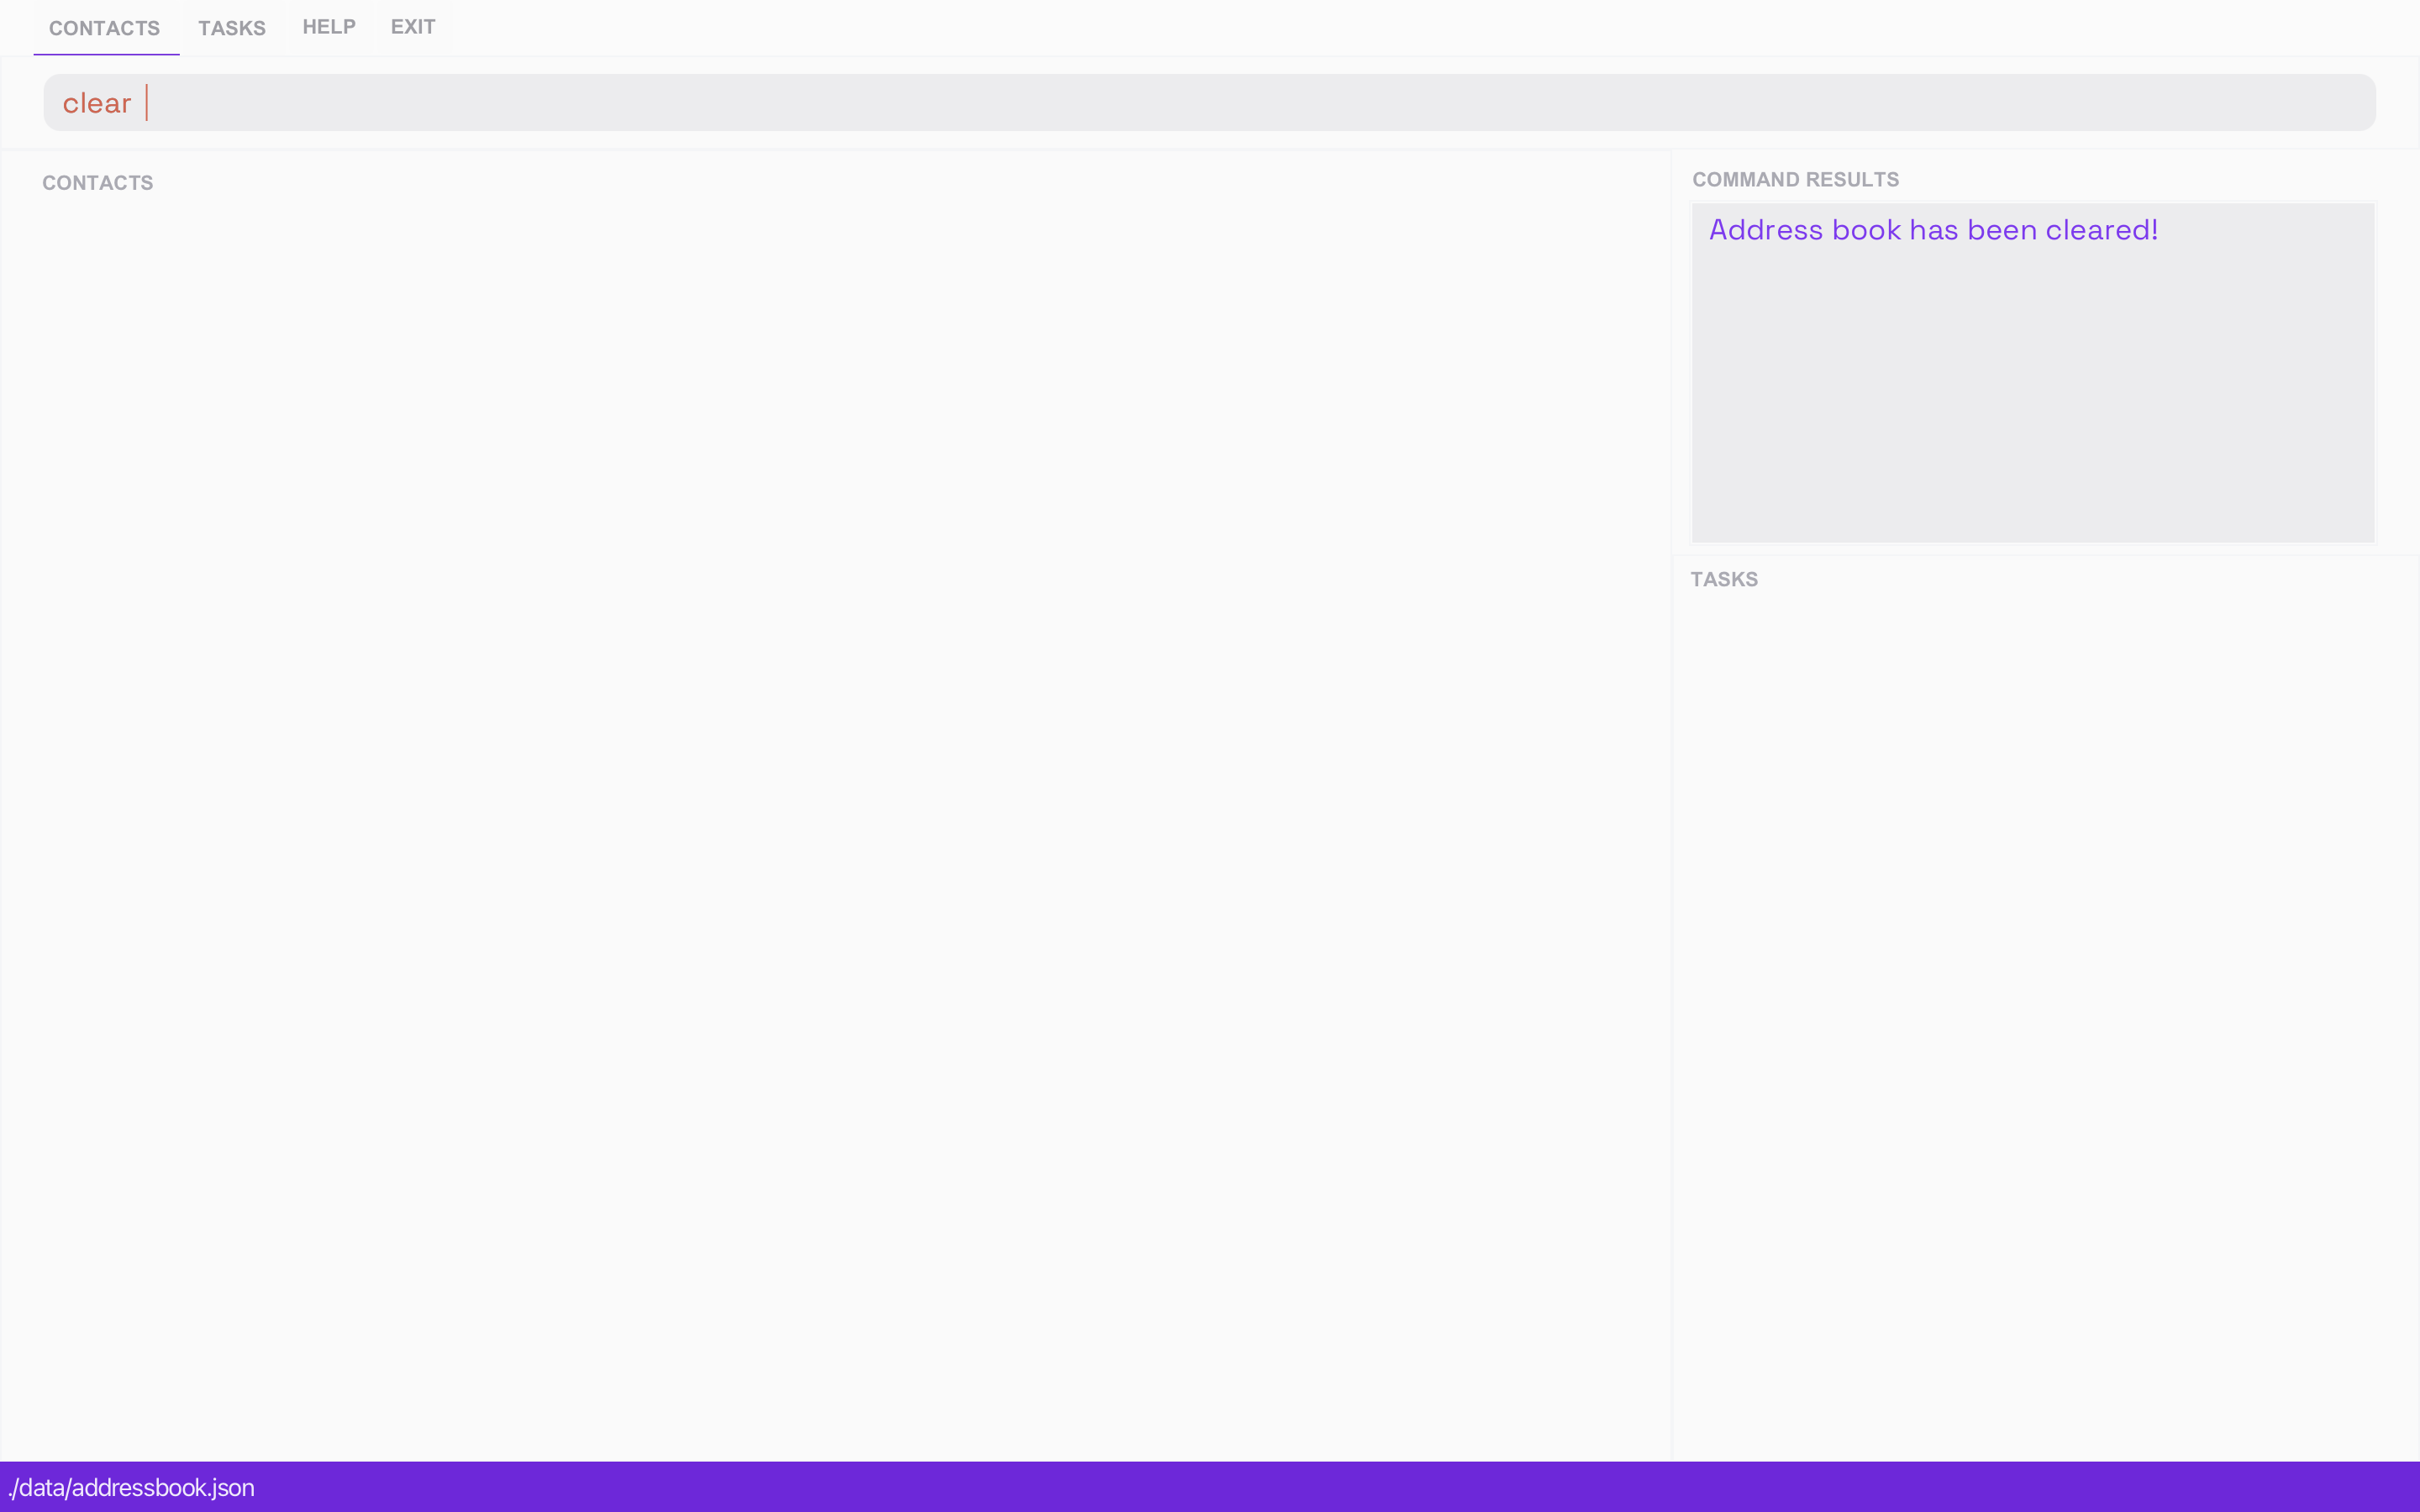 CONTACTS TASKS HELP EXIT
clear
CONTACTS
COMMAND RESULTS
Address book has been cleared!
TASKS
./data/addressbook.json